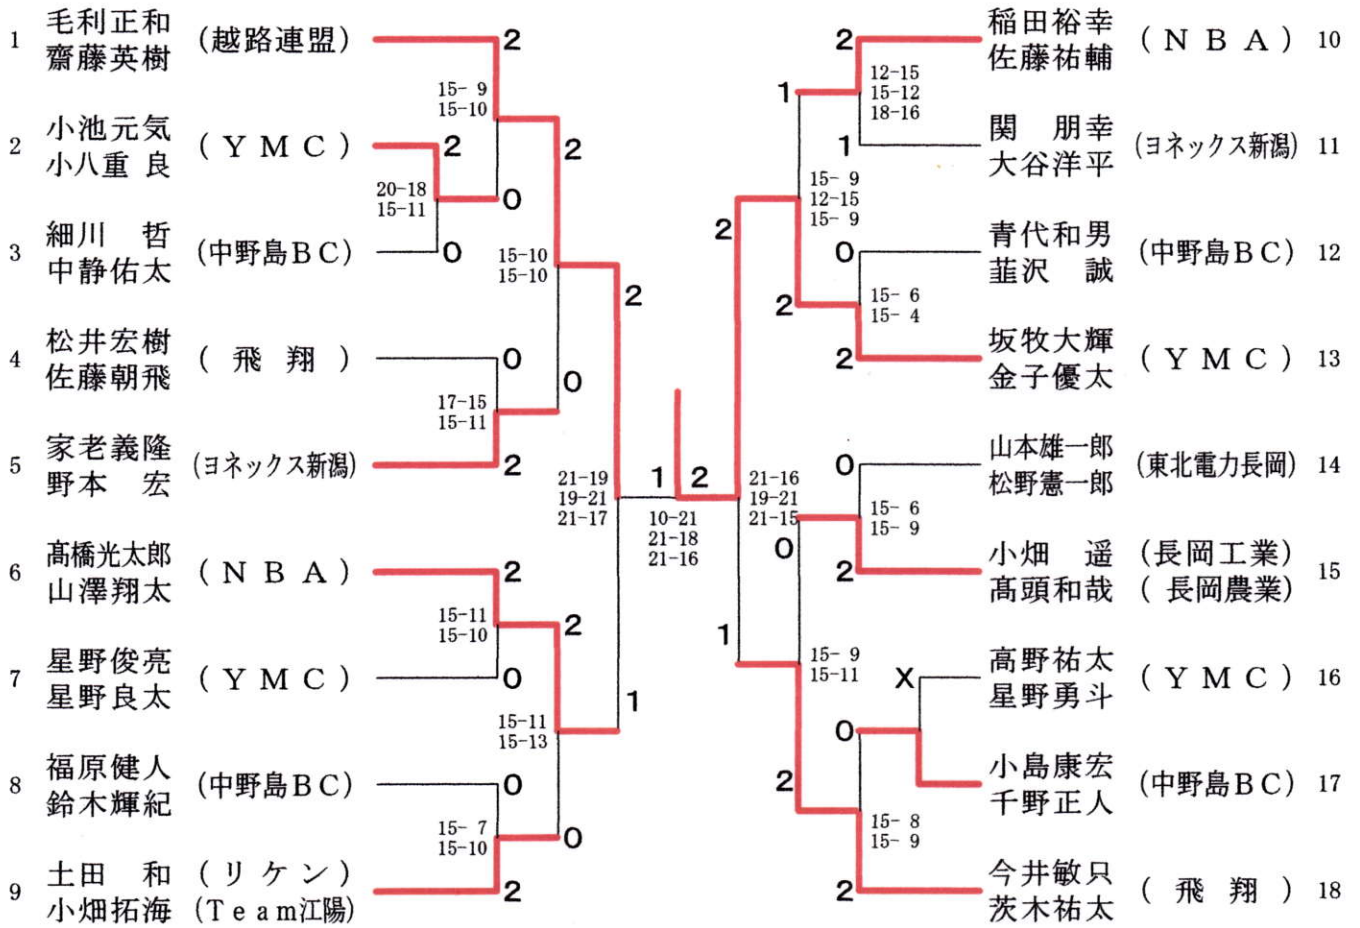 1 毛利正和 (越路連盟) 2
齋藤英樹
15- 9
15-10
2 小池元気 (YMC) 2 2
小八重 良
20-18
15-11
0
3 細川 哲 (中野島BC) 0
中静佑太
15-10
15-10
2
4 松井宏樹 (飛翔) 0
佐藤朝飛
0
17-15
15-11
5 家老義隆 (ヨネックス新潟) 2
野本 宏
21-19
19-21
21-17
1 2
10-21
21-18
21-16
6 髙橋光太郎 (NBA) 2
山澤翔太
15-11
15-10
2
7 星野俊亮 (YMC) 0
星野良太
1
15-11
15-13
8 福原健人 (中野島BC) 0
鈴木輝紀
15- 7
15-10
0
9 土田 和 (リケン) 2
小畑拓海 (Team江陽)
2 稲田裕幸 (NBA) 10
佐藤祐輔
12-15
15-12
18-16
1
1 関 朋幸 (ヨネックス新潟) 11
大谷洋平
15- 9
12-15
15- 9
2
0 青代和男 (中野島BC) 12
韮沢 誠
15- 6
15- 4
2
2 坂牧大輝 (YMC) 13
金子優太
0 山本雄一郎 (東北電力長岡) 14
松野憲一郎
21-16
19-21
21-15
15- 6
15- 9
0
2 小畑 遥 (長岡工業) 15
髙頭和哉 (長岡農業)
1
15- 9
15-11
X 高野祐太 (YMC) 16
星野勇斗
0
2 小島康宏 (中野島BC) 17
千野正人
15- 8
15- 9
2 今井敏只 (飛翔) 18
茨木祐太